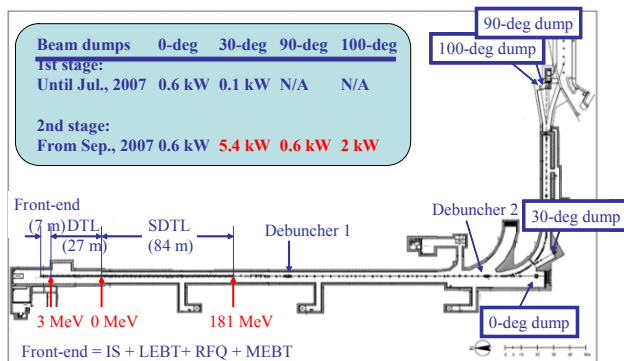 90-deg dump
100-deg dump
Beam dumps 0-deg 30-deg 90-deg 100-deg
1st stage:
Until Jul., 2007 0.6 kW 0.1 kW N/A N/A
2nd stage:
From Sep., 2007 0.6 kW 5.4 kW 0.6 kW 2 kW
Front-end
(7 m) DTL SDTL
(27 m) (84 m)
Debuncher 1
Debuncher 2
30-deg dump
3 MeV 0 MeV 181 MeV
0-deg dump
Front-end = IS + LEBT+ RFQ + MEBT